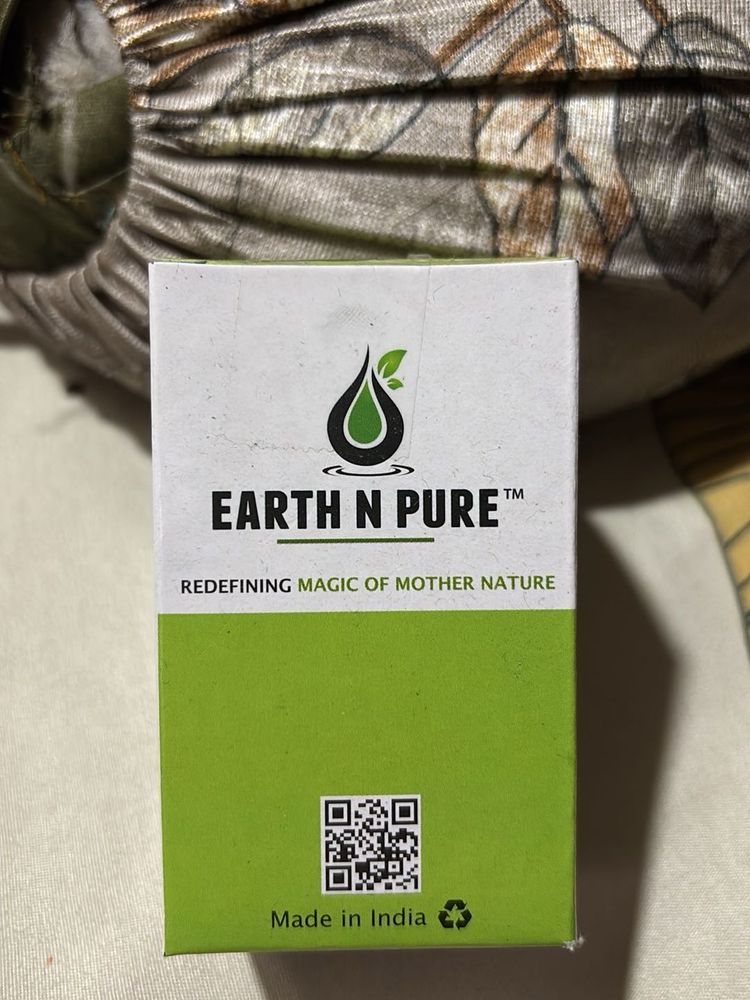 EARTH N PURE™
REDEFINING MAGIC OF MOTHER NATURE
Made in India